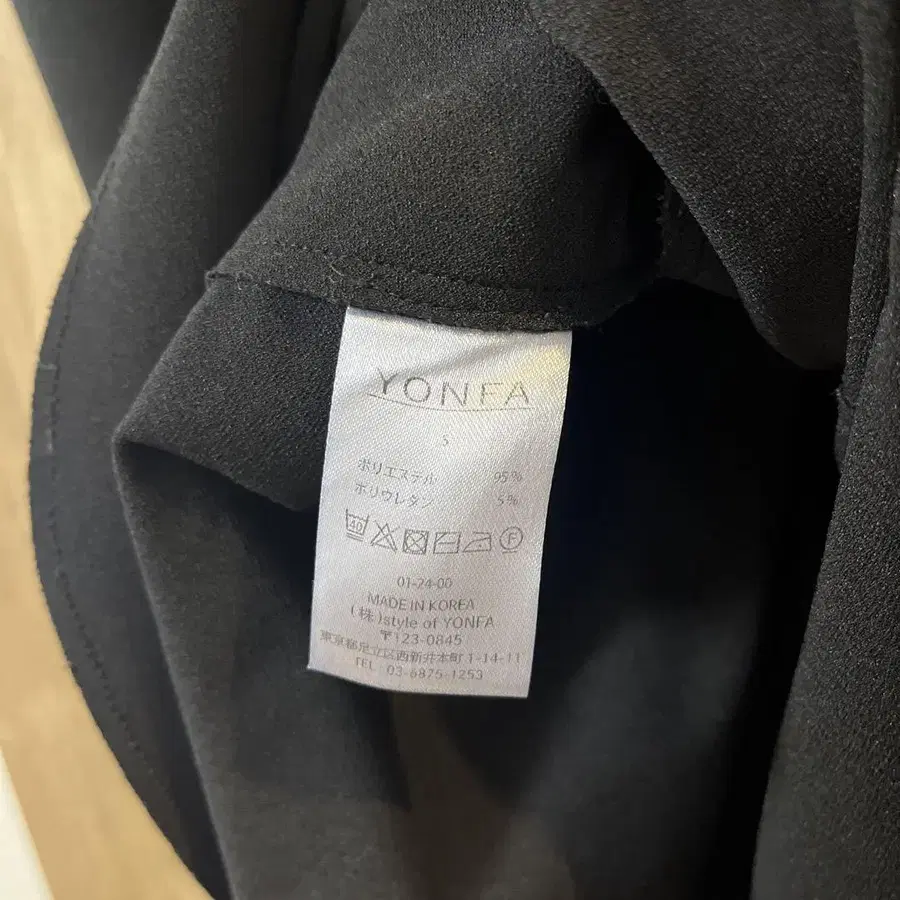 YONFA
S
ポリエステル 95%
ポリウレタン 5%
40 F
01-24-00
MADE IN KOREA
(株)style of YONFA
〒123-0845
東京都足立区西新井本町1-14-11
TEL 03-6875-1253